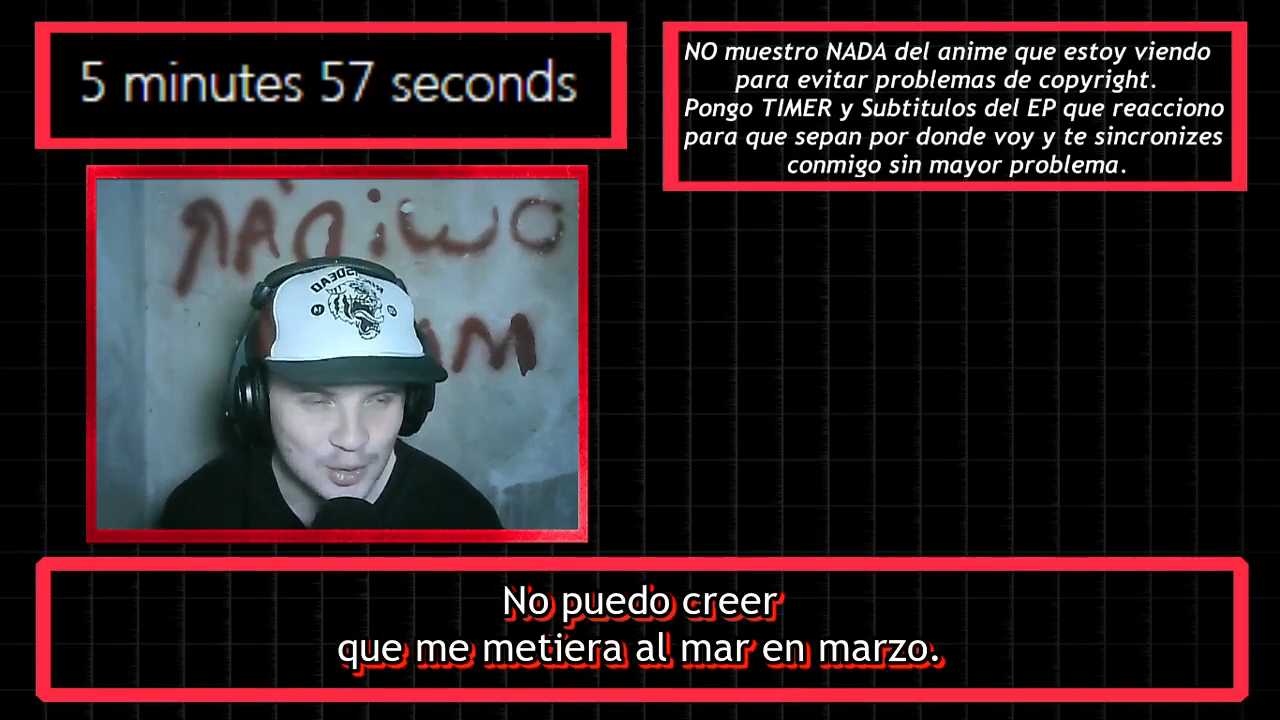 5 minutes 57 seconds
NO muestro NADA del anime que estoy viendo
para evitar problemas de copyright.
Pongo TIMER y Subtitulos del EP que reacciono
para que sepan por donde voy y te sincronizes
conmigo sin mayor problema.
No puedo creer
que me metiera al mar en marzo.